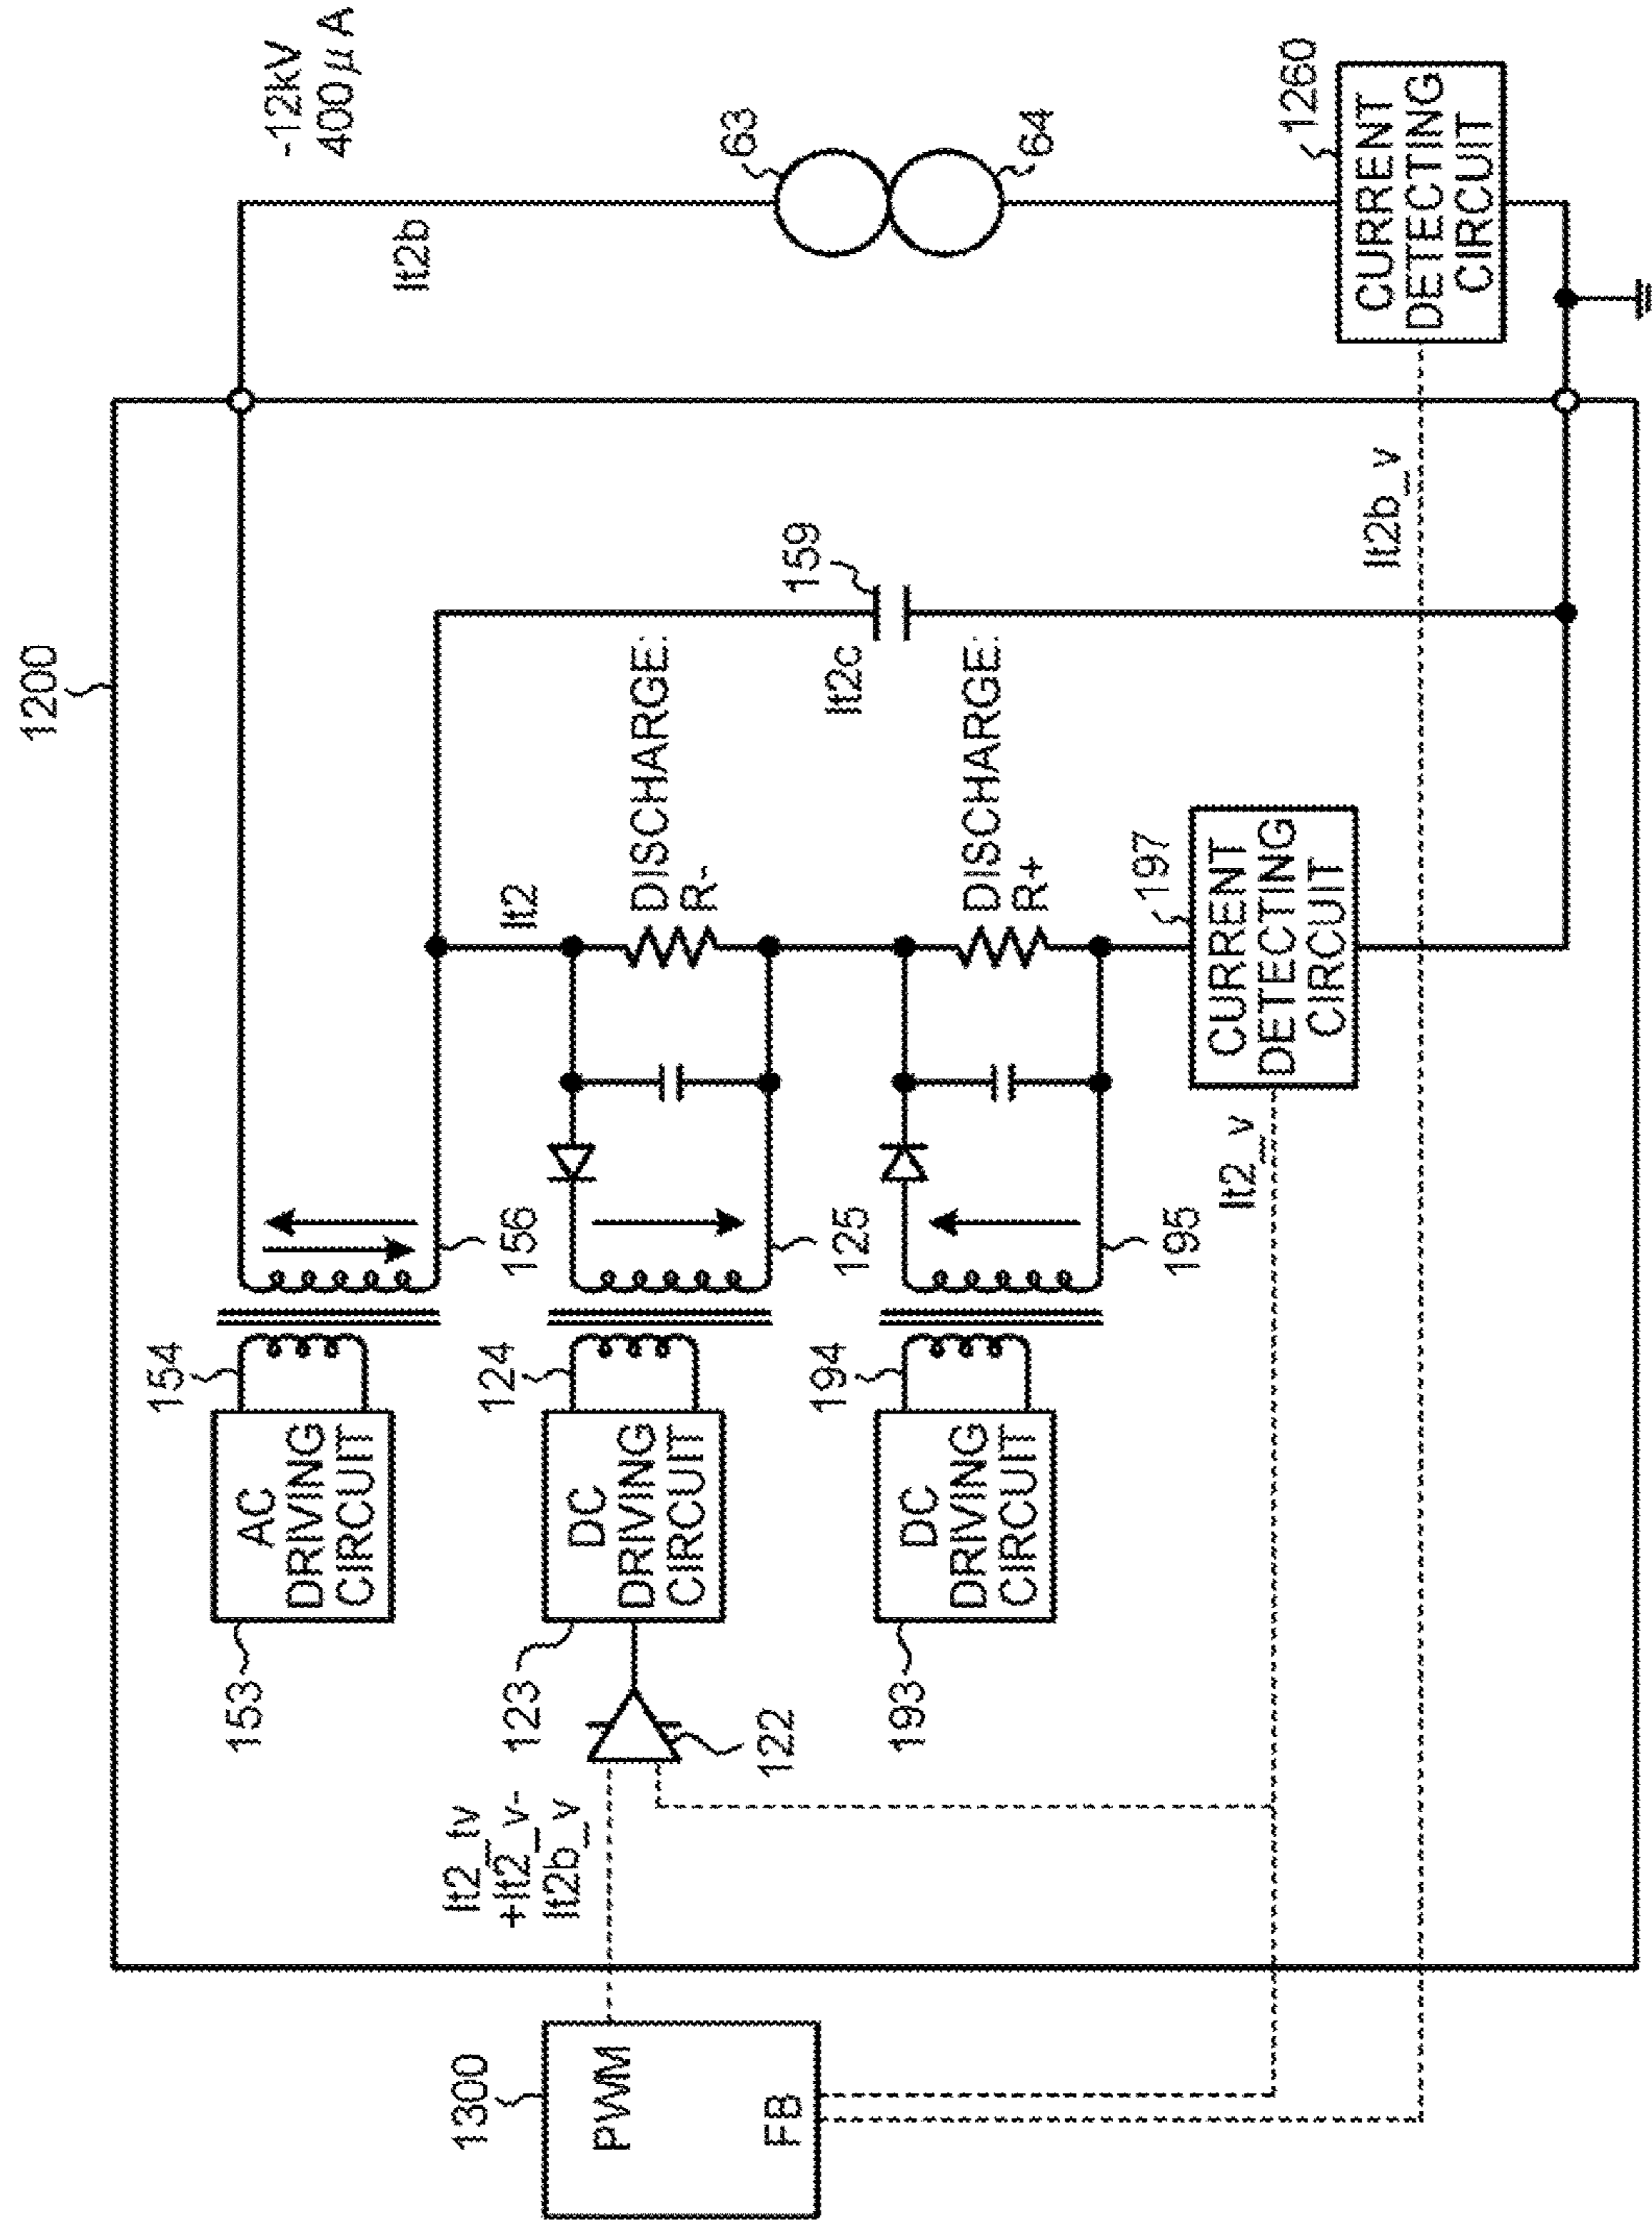 1200
-12kV
400μA
1300
PWM
FB
It2_tv
+It2_v-
It2b_v
122
153
AC
DRIVING
CIRCUIT
154
156
123
DC
DRIVING
CIRCUIT
124
125
193
DC
DRIVING
CIRCUIT
194
195
It2
DISCHARGE:
R-
DISCHARGE:
R+
It2c
159
197
CURRENT
DETECTING
CIRCUIT
It2_v
It2b_v
It2b
63
64
1260
CURRENT
DETECTING
CIRCUIT